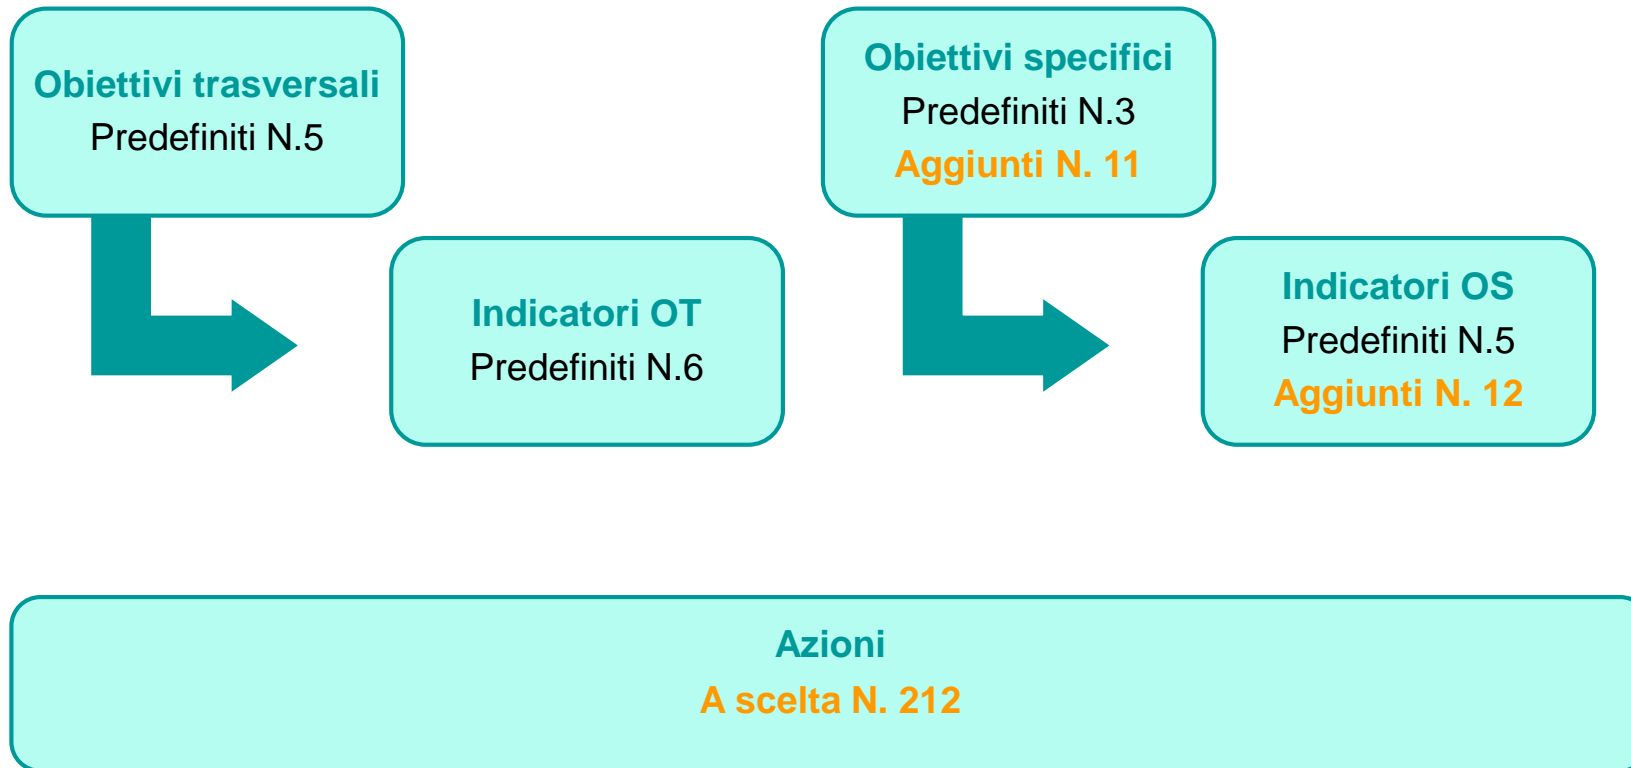 Obiettivi trasversali
Predefiniti N.5
Obiettivi specifici
Predefiniti N.3
Aggiunti N. 11
Indicatori OT
Predefiniti N.6
Indicatori OS
Predefiniti N.5
Aggiunti N. 12
Azioni
A scelta N. 212